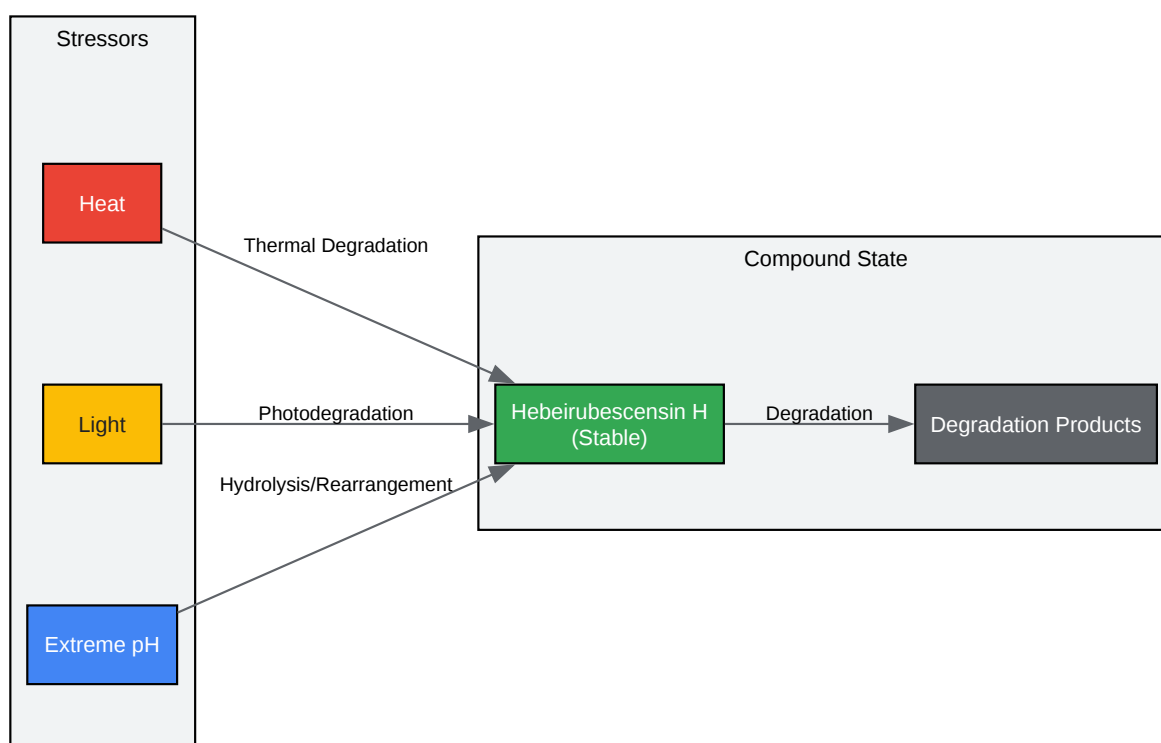 Stressors
Heat
Thermal Degradation
Compound State
Light
Photodegradation
Hebeirubescensin H
(Stable)
Degradation
Degradation Products
Hydrolysis/Rearrangement
Extreme pH